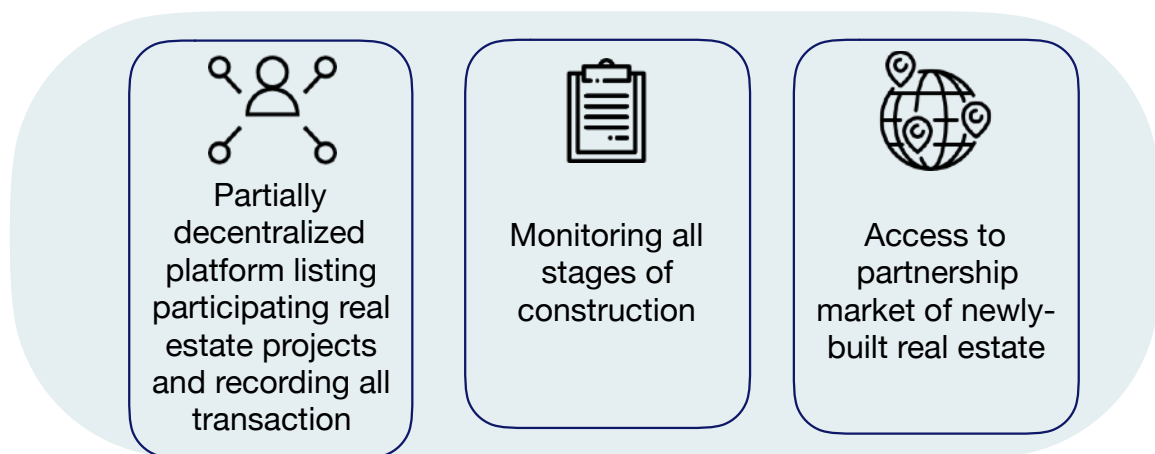 Partially
decentralized
platform listing
participating real
estate projects
and recording all
transaction
Monitoring all
stages of
construction
Access to
partnership
market of newly-
built real estate